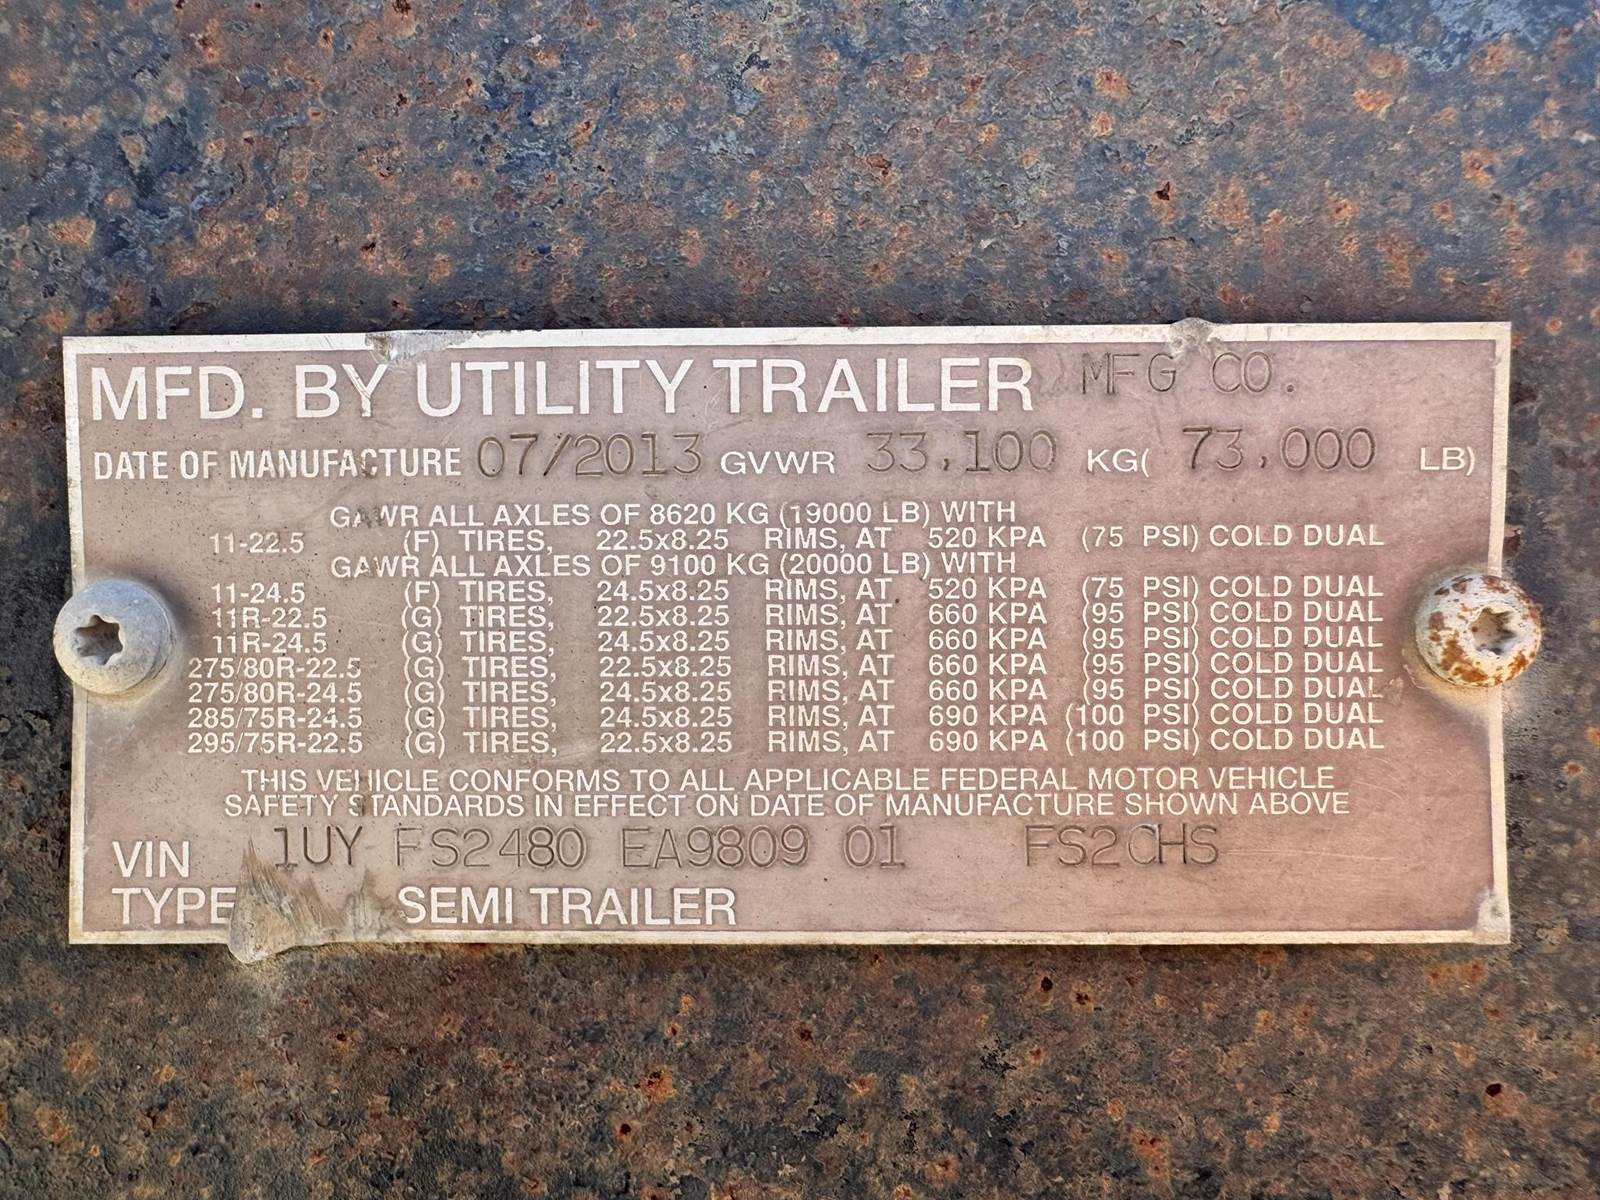 MFD. BY UTILITY TRAILER MFG CO.
DATE OF MANUFACTURE 07/2013 GVWR 33,100 KG( 73,000 LB)
GAWR ALL AXLES OF 8620 KG (19000 LB) WITH
11-22.5 (F) TIRES, 22.5x8.25 RIMS, AT 520 KPA (75 PSI) COLD DUAL
GAWR ALL AXLES OF 9100 KG (20000 LB) WITH
11-24.5 (F) TIRES, 24.5x8.25 RIMS, AT 520 KPA (75 PSI) COLD DUAL
11R-22.5 (G) TIRES, 22.5x8.25 RIMS, AT 660 KPA (95 PSI) COLD DUAL
11R-24.5 (G) TIRES, 24.5x8.25 RIMS, AT 660 KPA (95 PSI) COLD DUAL
275/80R-22.5 (G) TIRES, 22.5x8.25 RIMS, AT 660 KPA (95 PSI) COLD DUAL
275/80R-24.5 (G) TIRES, 24.5x8.25 RIMS, AT 660 KPA (95 PSI) COLD DUAL
285/75R-24.5 (G) TIRES, 24.5x8.25 RIMS, AT 690 KPA (100 PSI) COLD DUAL
295/75R-22.5 (G) TIRES, 22.5x8.25 RIMS, AT 690 KPA (100 PSI) COLD DUAL
THIS VEHICLE CONFORMS TO ALL APPLICABLE FEDERAL MOTOR VEHICLE
SAFETY STANDARDS IN EFFECT ON DATE OF MANUFACTURE SHOWN ABOVE
VIN 1UY FS2480 EA9809 01 FS2CHS
TYPE SEMI TRAILER